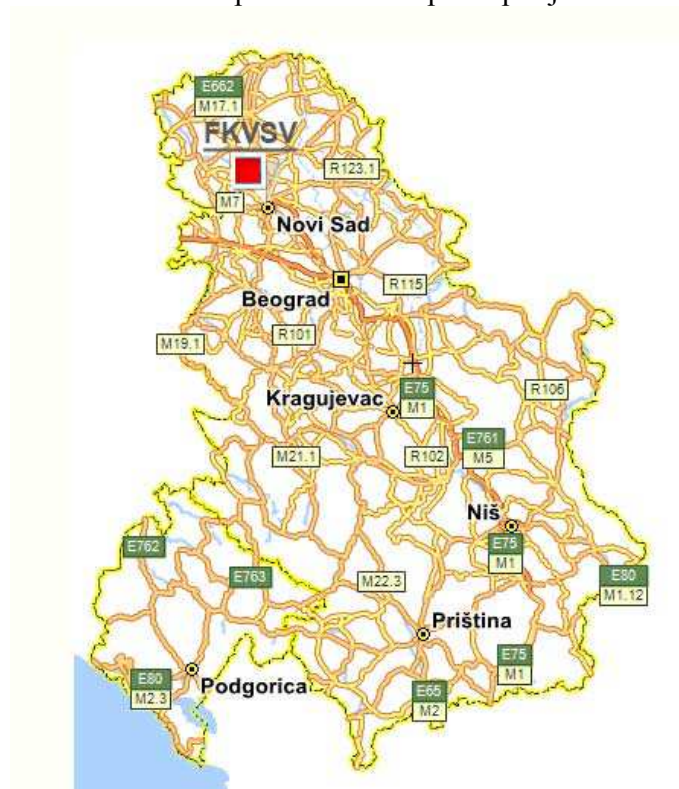 E662
M17.1
FKVSV
R123.1
M7
Novi Sad
R115
Beograd
R101
M19.1
E75
M1
R106
Kragujevac
E761
M5
M21.1
R102
Niš
E762
E75
M1
E763
M22.3
E80
M1.12
Priština
E75
M1
E80
M2.3
Podgorica
E65
M2